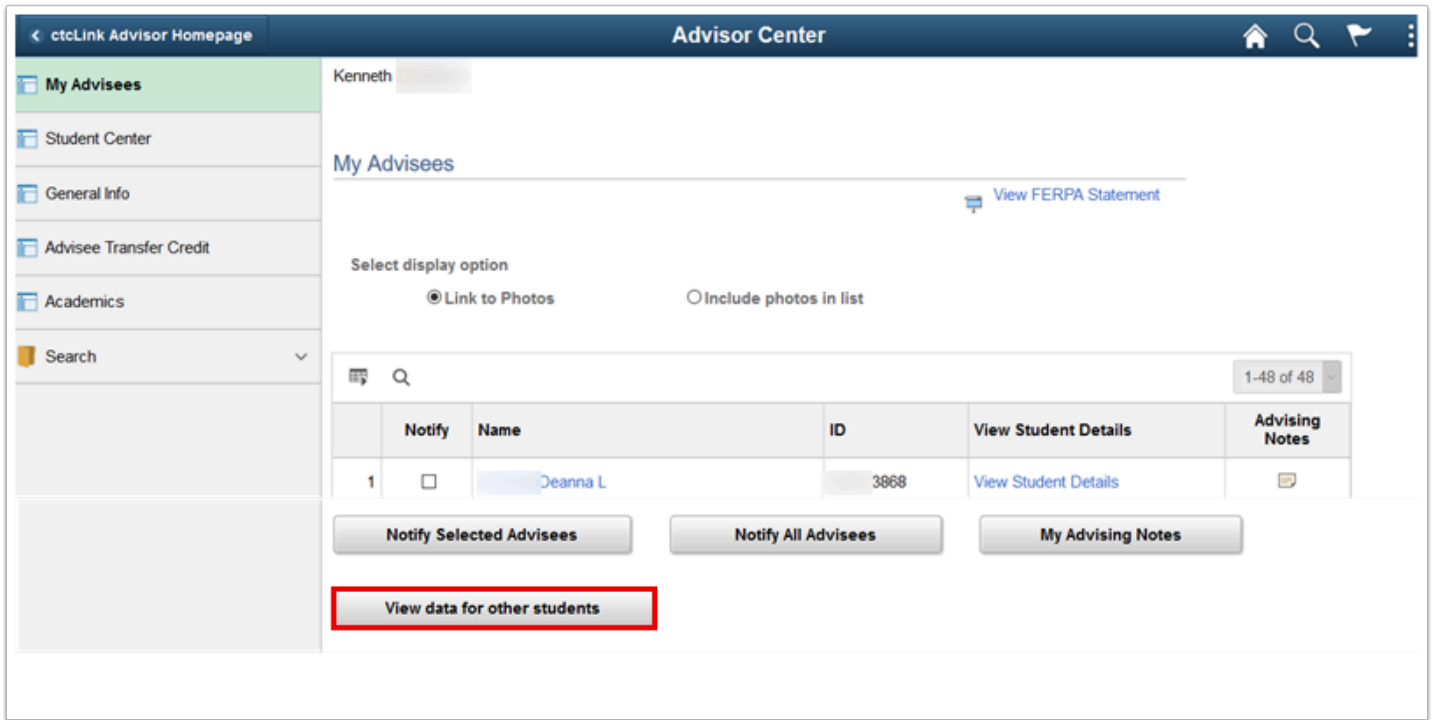 ctcLink Advisor Homepage
Advisor Center
My Advisees
Student Center
General Info
Advisee Transfer Credit
Academics
Search
Kenneth
My Advisees
View FERPA Statement
Select display option
Link to Photos
Include photos in list
1-48 of 48
Notify Name ID View Student Details Advising Notes
1 Deanna L 3868 View Student Details
Notify Selected Advisees Notify All Advisees My Advising Notes
View data for other students